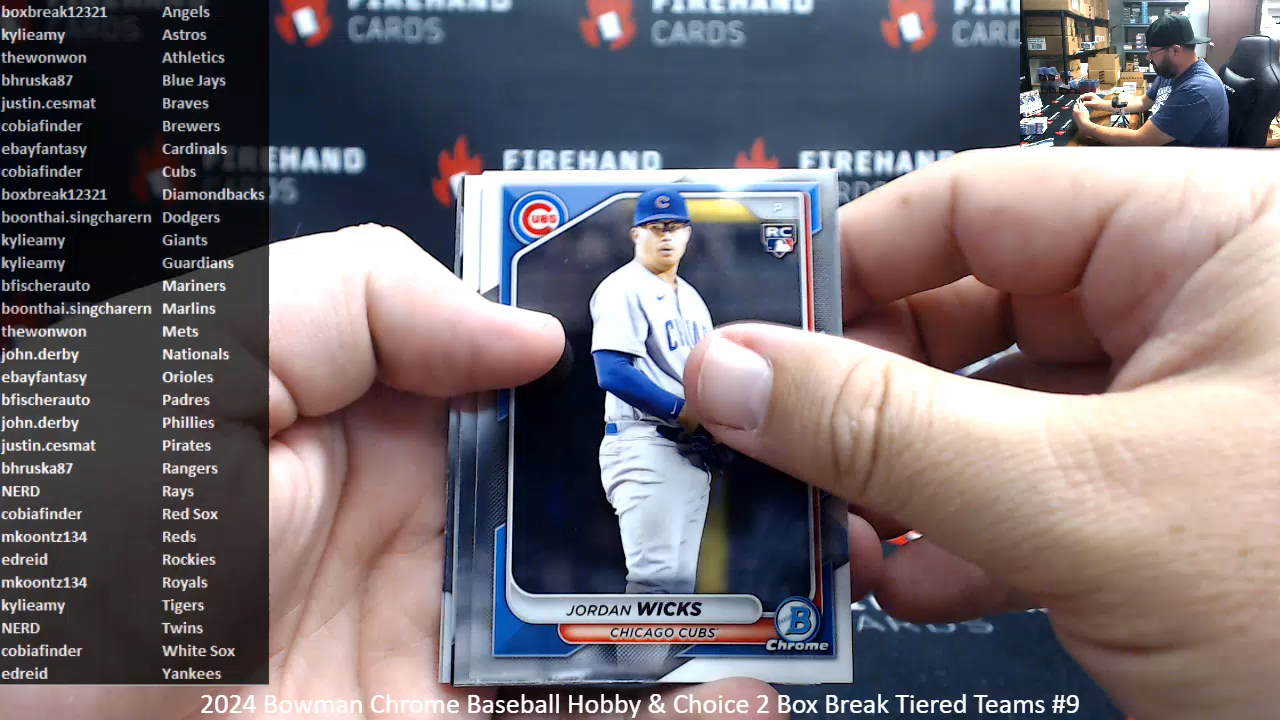 boxbreak12321 Angels
kylieamy Astros
thewonwon Athletics
bhruska87 Blue Jays
justin.cesmat Braves
cobiafinder Brewers
ebayfantasy Cardinals
cobiafinder Cubs
boxbreak12321 Diamondbacks
boonthai.singcharern Dodgers
kylieamy Giants
kylieamy Guardians
bfischerauto Mariners
boonthai.singcharern Marlins
thewonwon Mets
john.derby Nationals
ebayfantasy Orioles
bfischerauto Padres
john.derby Phillies
justin.cesmat Pirates
bhruska87 Rangers
NERD Rays
cobiafinder Red Sox
mkoontz134 Reds
edreid Rockies
mkoontz134 Royals
kylieamy Tigers
NERD Twins
cobiafinder White Sox
edreid Yankees
FIREHAND
CARDS
FIREHAND
CARDS
FIRE
CARD
FIREHAND
CARDS
FIREHAND
FIREHAND
CARDS
CUBS
C
P
RC
JORDAN WICKS
CHICAGO CUBS
B
Chrome
2024 Bowman Chrome Baseball Hobby & Choice 2 Box Break Tiered Teams #9